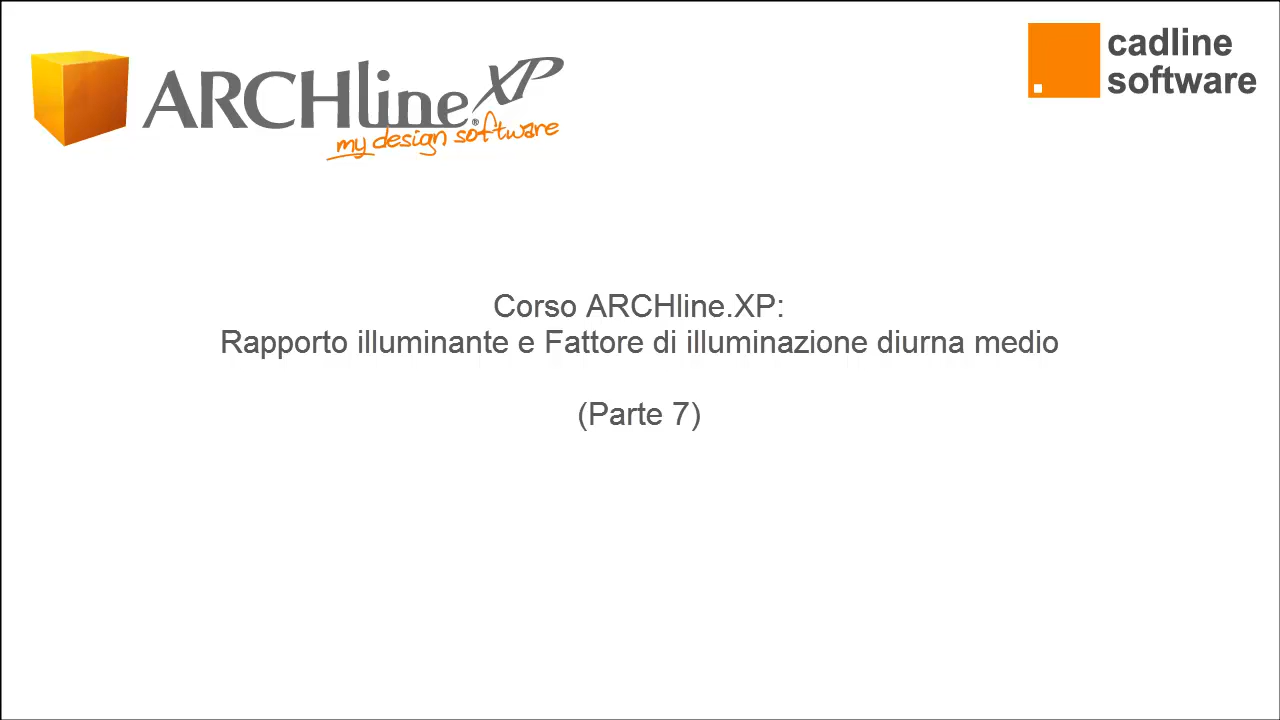 ARCHline.XP®
my design software
cadline
software
Corso ARCHline.XP:
Rapporto illuminante e Fattore di illuminazione diurna medio
(Parte 7)